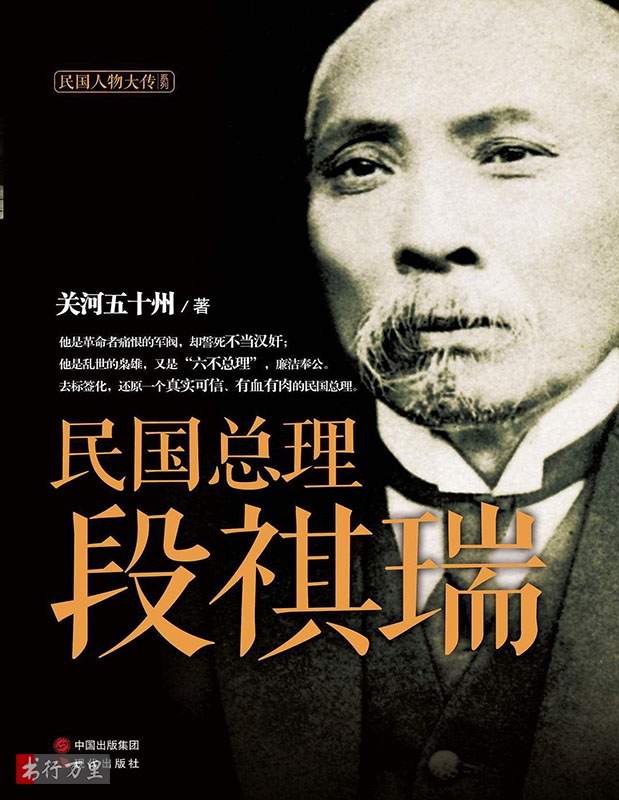 民国人物大传系列
关河五十州/著
他是革命者痛恨的军阀，却誓死不当汉奸；
他是乱世的枭雄，又是“六不总理”，廉洁奉公。
去标签化，还原一个真实可信、有血有肉的民国总理。
民国总理
段祺瑞
中国出版集团
现代出版社
书行万里